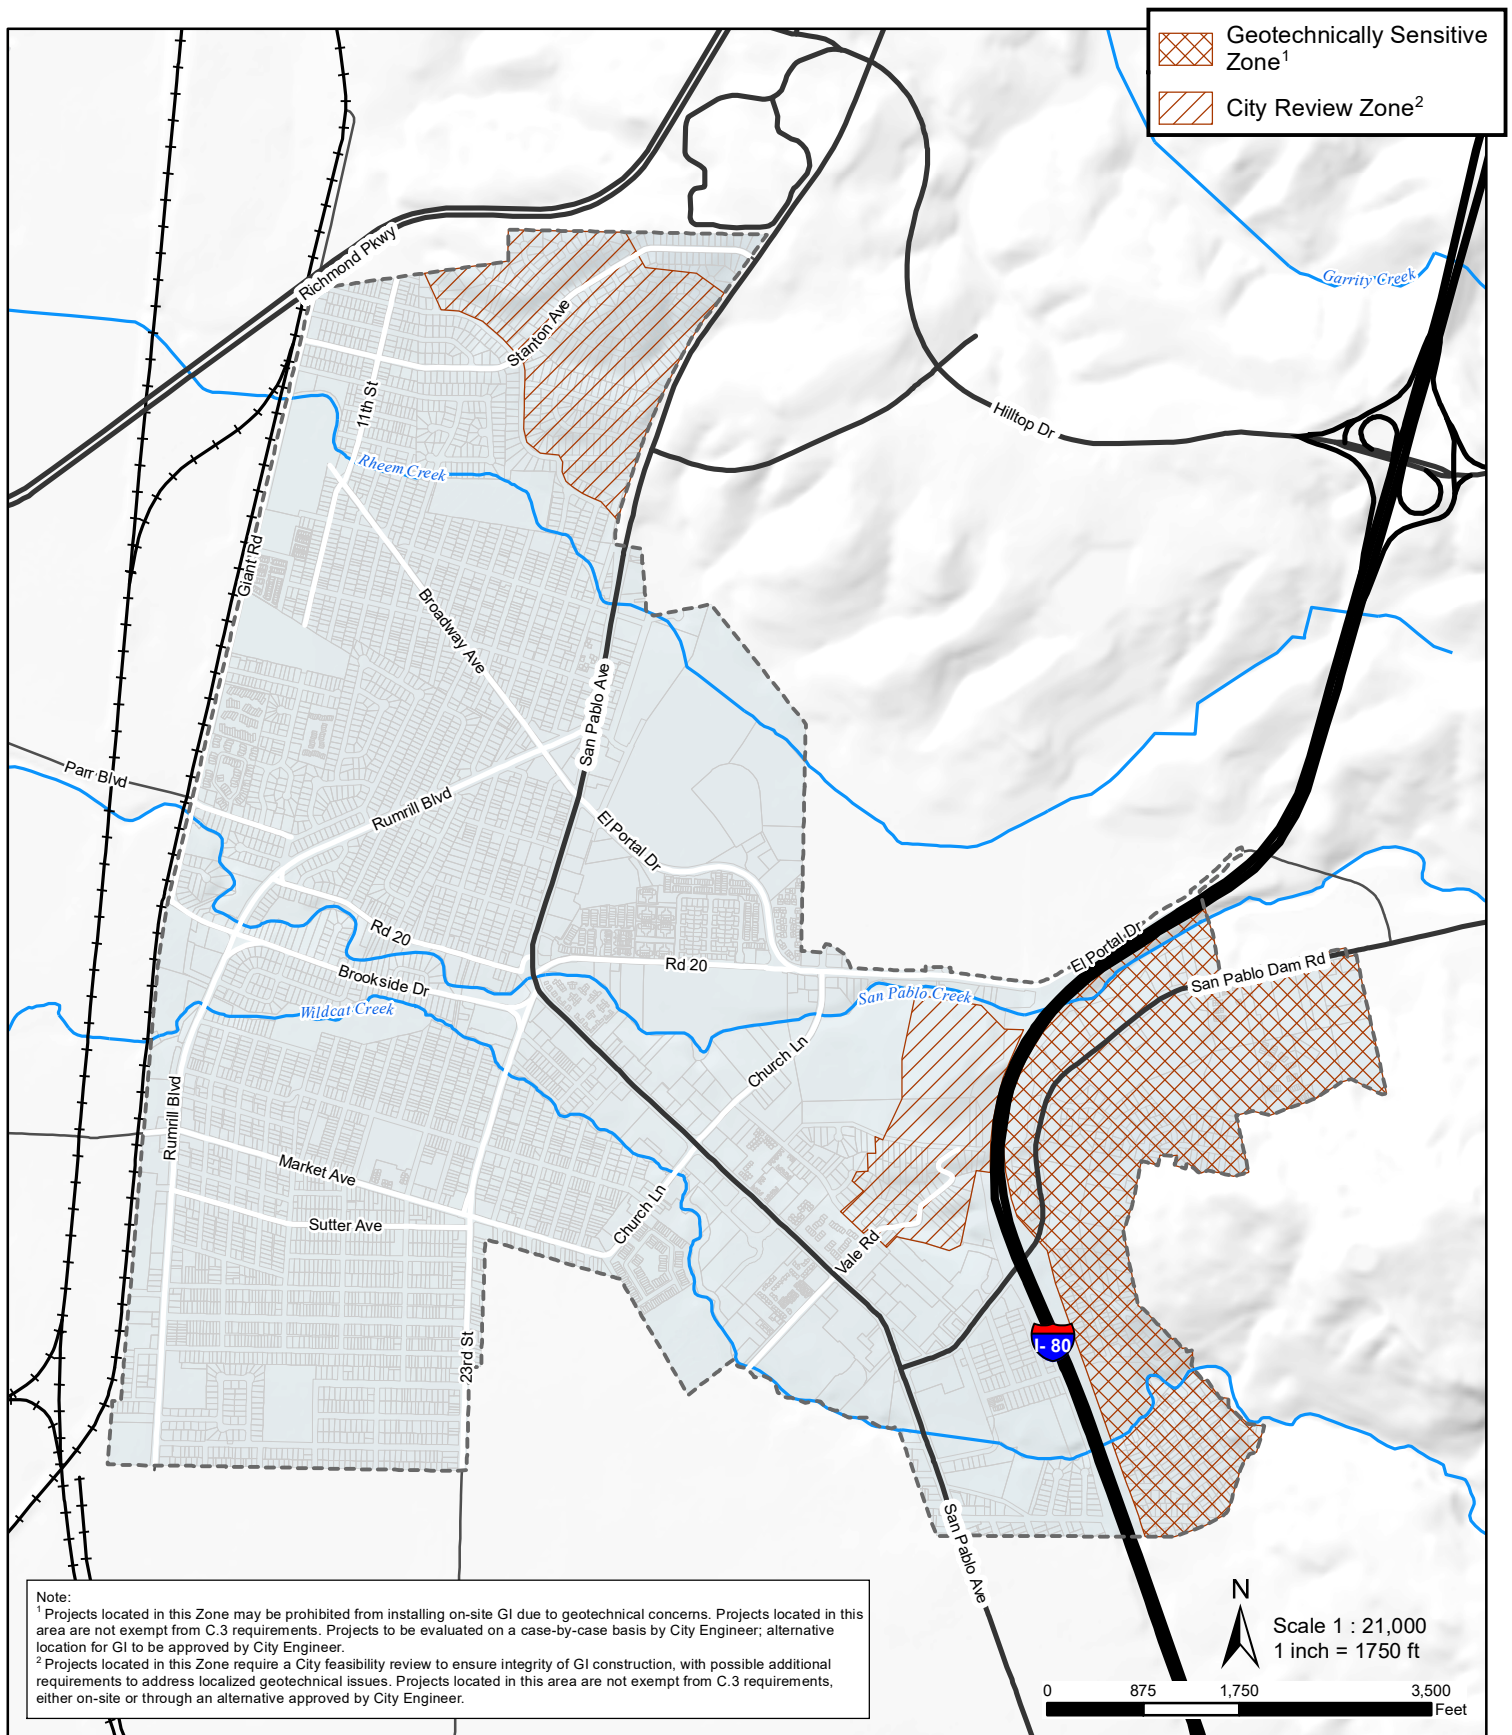 Geotechnically Sensitive
Zone1
City Review Zone2
Richmond Pkwy
Garrity Creek
Stanton Ave
11th St
Hilltop Dr
Rheem Creek
Giant Rd
Broadway Ave
San Pablo Ave
Parr Blvd
Rumrill Blvd
El Portal Dr
Rd 20
Rd 20
El Portal Dr
San Pablo Dam Rd
Brookside Dr
San Pablo Creek
Wildcat Creek
Church Ln
Rumrill Blvd
Market Ave
Church Ln
Sutter Ave
Vale Rd
I- 80
23rd St
San Pablo Ave
Note:
1 Projects located in this Zone may be prohibited from installing on-site GI due to geotechnical concerns. Projects located in this
area are not exempt from C.3 requirements. Projects to be evaluated on a case-by-case basis by City Engineer; alternative
location for GI to be approved by City Engineer.
2 Projects located in this Zone require a City feasibility review to ensure integrity of GI construction, with possible additional
requirements to address localized geotechnical issues. Projects located in this area are not exempt from C.3 requirements,
either on-site or through an alternative approved by City Engineer.
N
Scale 1 : 21,000
1 inch = 1750 ft
0 875 1,750 3,500
Feet